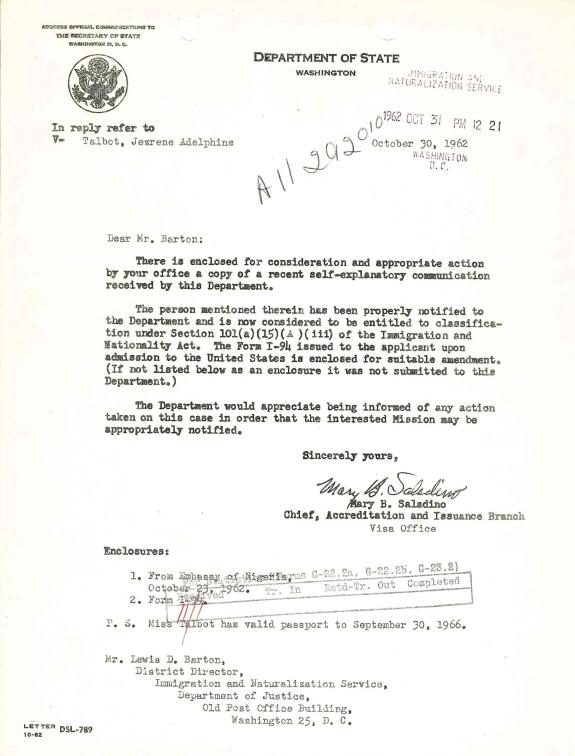 ADDRESS OFFICIAL COMMUNICATIONS TO
THE SECRETARY OF STATE
WASHINGTON 25, D. C.
DEPARTMENT OF STATE
WASHINGTON
IMMIGRATION AND
NATURALIZATION SERVICE
1962 OCT 31 PM 12 21
WASHINGTON
D.C.
In reply refer to
V- Talbot, Jezrene Adelphine
October 30, 1962
A11 292 010
Dear Mr. Barton:
There is enclosed for consideration and appropriate action
by your office a copy of a recent self-explanatory communication
received by this Department.
The person mentioned therein has been properly notified to
the Department and is now considered to be entitled to classifica-
tion under Section 101(a)(15)(A)(iii) of the Immigration and
Nationality Act. The Form I-94 issued to the applicant upon
admission to the United States is enclosed for suitable amendment.
(If not listed below as an enclosure it was not submitted to this
Department.)
The Department would appreciate being informed of any action
taken on this case in order that the interested Mission may be
appropriately notified.
Sincerely yours,
Mary B. Saladino
Mary B. Saladino
Chief, Accreditation and Issuance Branch
Visa Office
Enclosures:
1. From Embassy of Nigeria,
October 23, 1962.
2. Form I-94.
G-22.2a, G-22.2b, G-23.2)
Tr. In Retd-Tr. Out Completed
P. S. Miss Talbot has valid passport to September 30, 1966.
Mr. Lewis D. Barton,
District Director,
Immigration and Naturalization Service,
Department of Justice,
Old Post Office Building,
Washington 25, D. C.
LETTER DSL-789
10-62